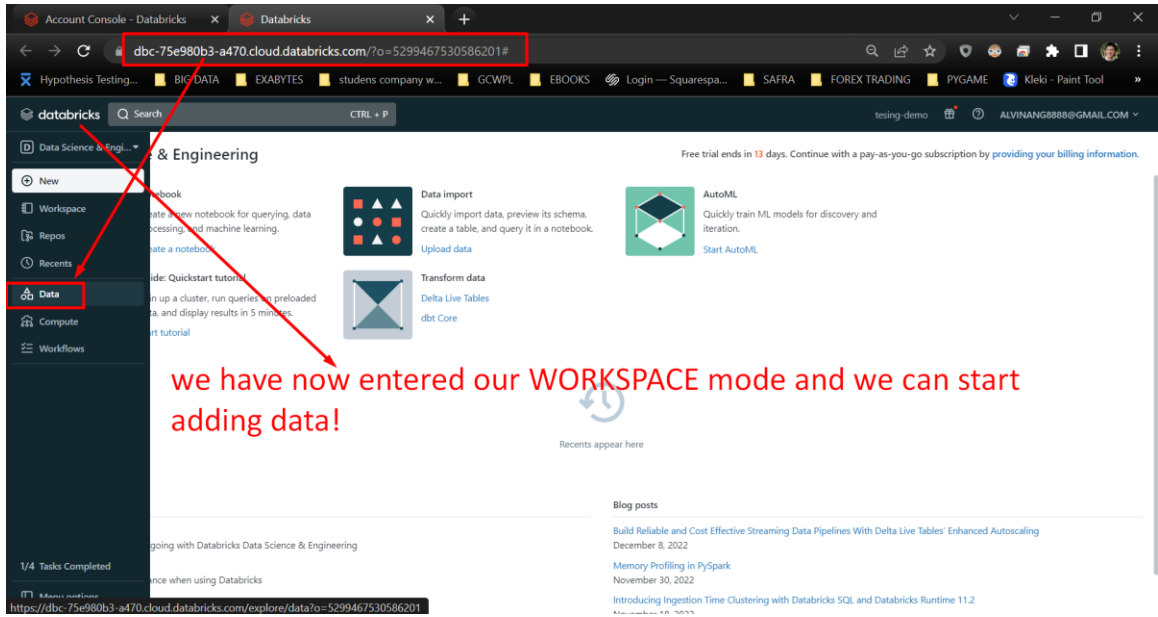 Account Console - Databricks
Databricks
dbc-75e980b3-a470.cloud.databricks.com/?o=5299467530586201#
Hypothesis Testing...
BIG DATA
EXABYTES
studens company w...
GCWPL
EBOOKS
Login — Squarespa...
SAFRA
FOREX TRADING
PYGAME
Kleki - Paint Tool
»
databricks
Search
CTRL + P
tesing-demo
ALVINANG8888@GMAIL.COM
D Data Science & Engi...
& Engineering
Free trial ends in 13 days. Continue with a pay-as-you-go subscription by providing your billing information.
New
Workspace
Repos
Recents
Data
Compute
Workflows
ebook
eate a new notebook for querying, data
ocessing, and machine learning.
eate a notebook
Data import
Quickly import data, preview its schema,
create a table, and query it in a notebook.
Upload data
AutoML
Quickly train ML models for discovery and
iteration.
Start AutoML
ide: Quickstart tutorial
in up a cluster, run queries on preloaded
ta, and display results in 5 minutes.
rt tutorial
Transform data
Delta Live Tables
dbt Core
we have now entered our WORKSPACE mode and we can start
adding data!
Recents appear here
Blog posts
Build Reliable and Cost Effective Streaming Data Pipelines With Delta Live Tables' Enhanced Autoscaling
December 8, 2022
Memory Profiling in PySpark
November 30, 2022
Introducing Ingestion Time Clustering with Databricks SQL and Databricks Runtime 11.2
November 18, 2022
going with Databricks Data Science & Engineering
ance when using Databricks
1/4 Tasks Completed
Menu options
https://dbc-75e980b3-a470.cloud.databricks.com/explore/data?o=5299467530586201